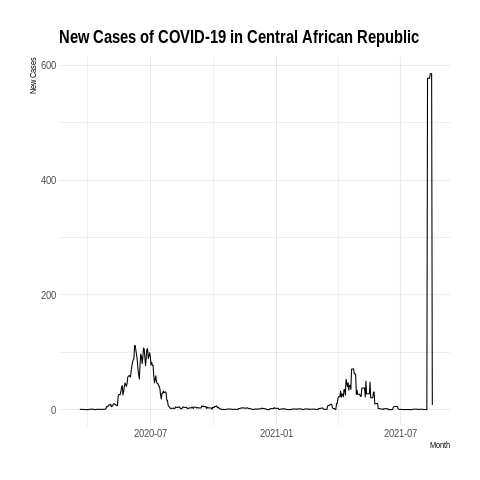 New Cases of COVID-19 in Central African Republic
New Cases
600
400
200
0
2020-07
2021-01
2021-07
Month